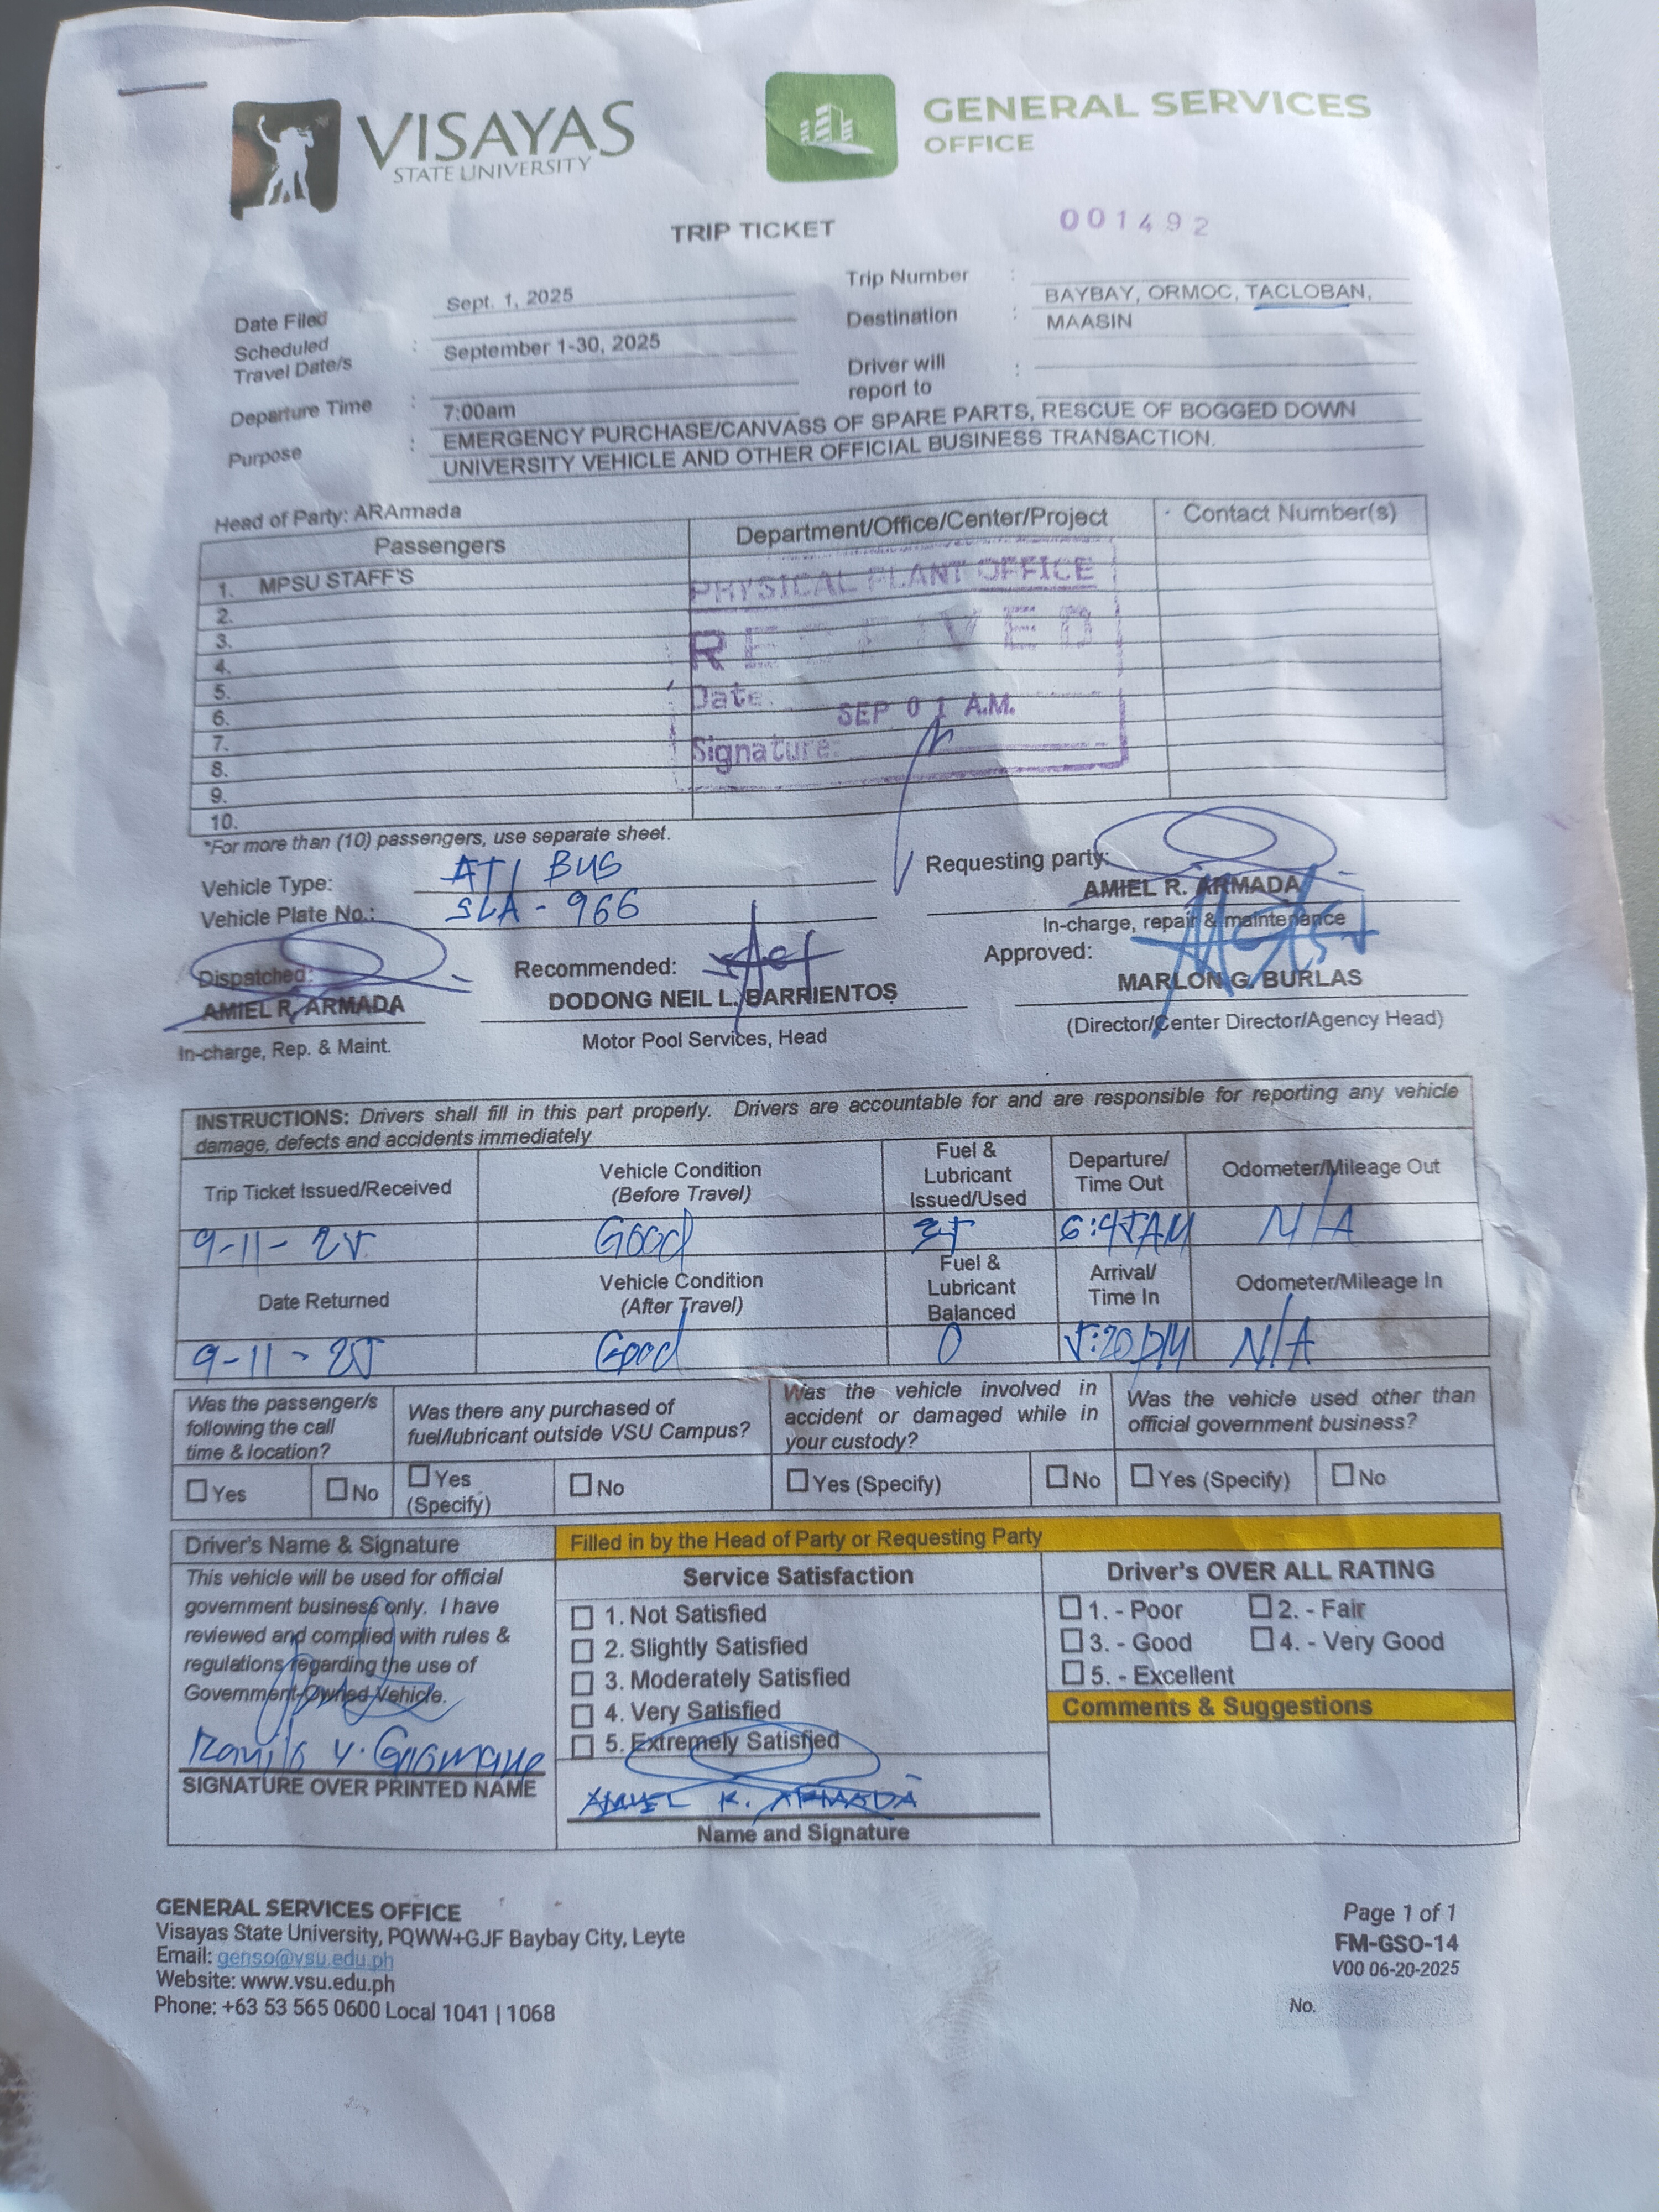 VISAYAS
STATE UNIVERSITY
GENERAL SERVICES
OFFICE
TRIP TICKET
001492
Date Filed Sept. 1, 2025
Trip Number :
Scheduled Travel Date/s : September 1-30, 2025
Destination : BAYBAY, ORMOC, TACLOBAN,
MAASIN
Driver will report to :
Departure Time : 7:00am
Purpose : EMERGENCY PURCHASE/CANVASS OF SPARE PARTS, RESCUE OF BOGGED DOWN
UNIVERSITY VEHICLE AND OTHER OFFICIAL BUSINESS TRANSACTION.
Head of Party: ARArmada
Passengers Department/Office/Center/Project Contact Number(s)
1. MPSU STAFF'S
2.
3.
4.
5.
6.
7.
8.
9.
10.
PHYSICAL PLANT OFFICE
RECEIVED
Date: SEP 01 A.M.
Signature:
*For more than (10) passengers, use separate sheet.
Vehicle Type: ATI BUS
Vehicle Plate No.: SLA - 966
Requesting party:
AMIEL R. ARMADA
In-charge, repair & maintenance
Dispatched:
AMIEL R. ARMADA
In-charge, Rep. & Maint.
Recommended:
DODONG NEIL L. BARRIENTOS
Motor Pool Services, Head
Approved:
MARLON G. BURLAS
(Director/Center Director/Agency Head)
INSTRUCTIONS: Drivers shall fill in this part properly. Drivers are accountable for and are responsible for reporting any vehicle
damage, defects and accidents immediately
Trip Ticket Issued/Received
Vehicle Condition
(Before Travel)
Fuel &
Lubricant
Issued/Used
Departure/
Time Out
Odometer/Mileage Out
9-11-25 Good 6:45AM N/A
Date Returned
Vehicle Condition
(After Travel)
Fuel &
Lubricant
Balanced
Arrival/
Time In
Odometer/Mileage In
9-11-25 Good 0 5:20PM N/A
Was the passenger/s
following the call
time & location?
Was there any purchased of
fuel/lubricant outside VSU Campus?
Was the vehicle involved in
accident or damaged while in
your custody?
Was the vehicle used other than
official government business?
Yes No Yes
(Specify) No Yes (Specify) No Yes (Specify) No
Driver's Name & Signature
This vehicle will be used for official
government business only. I have
reviewed and complied with rules &
regulations regarding the use of
Government-Owned Vehicle.
SIGNATURE OVER PRINTED NAME
Filled in by the Head of Party or Requesting Party
Service Satisfaction
1. Not Satisfied
2. Slightly Satisfied
3. Moderately Satisfied
4. Very Satisfied
5. Extremely Satisfied
AMIEL R. ARMADA
Name and Signature
Driver's OVER ALL RATING
1. - Poor 2. - Fair
3. - Good 4. - Very Good
5. - Excellent
Comments & Suggestions
GENERAL SERVICES OFFICE
Visayas State University, PQWW+GJF Baybay City, Leyte
Email: genso@vsu.edu.ph
Website: www.vsu.edu.ph
Phone: +63 53 565 0600 Local 1041 | 1068
Page 1 of 1
FM-GSO-14
V00 06-20-2025
No.